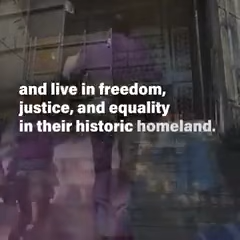 and live in freedom,
justice, and equality
in their historic homeland.